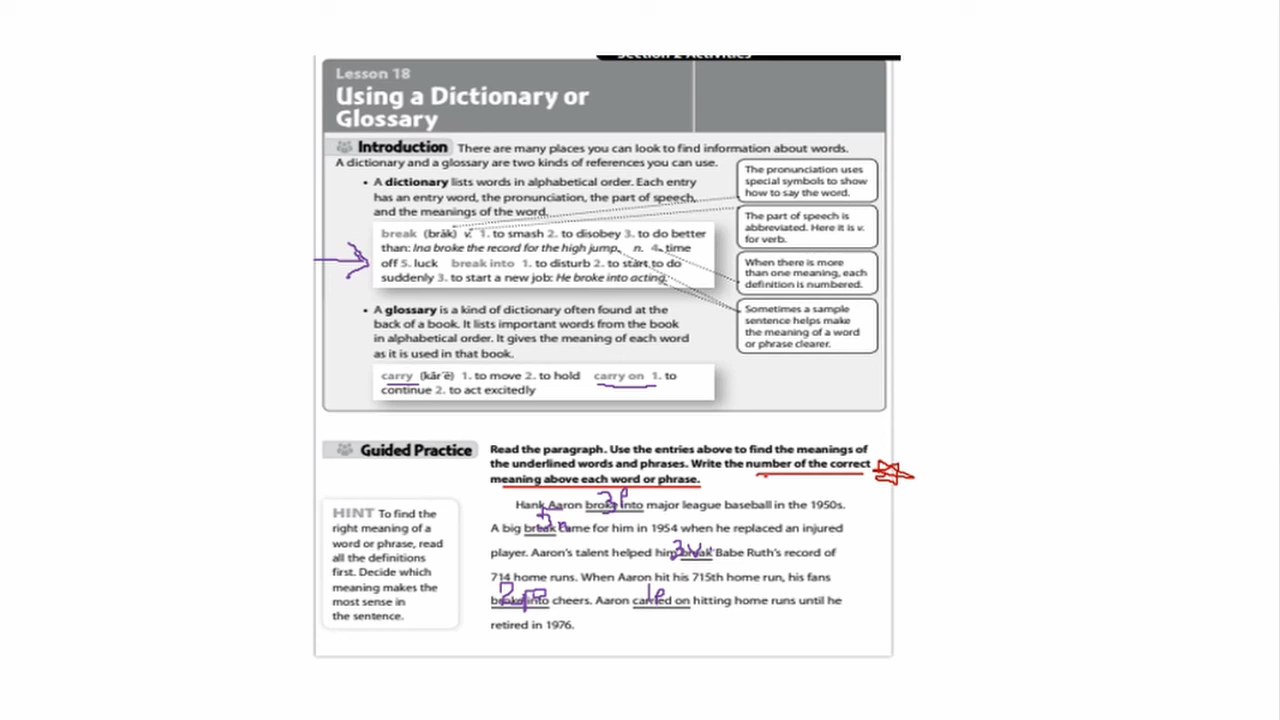 Section 2 Activities
Lesson 18
Using a Dictionary or
Glossary
Introduction There are many places you can look to find information about words.
A dictionary and a glossary are two kinds of references you can use.
• A dictionary lists words in alphabetical order. Each entry
has an entry word, the pronunciation, the part of speech,
and the meanings of the word.
break (brāk) v. 1. to smash 2. to disobey 3. to do better
than: Ina broke the record for the high jump. n. 4. time
off 5. luck break into 1. to disturb 2. to start to do
suddenly 3. to start a new job: He broke into acting.
The pronunciation uses
special symbols to show
how to say the word.
The part of speech is
abbreviated. Here it is v.
for verb.
When there is more
than one meaning, each
definition is numbered.
Sometimes a sample
sentence helps make
the meaning of a word
or phrase clearer.
• A glossary is a kind of dictionary often found at the
back of a book. It lists important words from the book
in alphabetical order. It gives the meaning of each word
as it is used in that book.
carry (kăr´ē) 1. to move 2. to hold carry on 1. to
continue 2. to act excitedly
Guided Practice
Read the paragraph. Use the entries above to find the meanings of
the underlined words and phrases. Write the number of the correct
meaning above each word or phrase.
HINT To find the
right meaning of a
word or phrase, read
all the definitions
first. Decide which
meaning makes the
most sense in
the sentence.
3p
Hank Aaron broke into major league baseball in the 1950s.
5n
A big break came for him in 1954 when he replaced an injured
3v.
player. Aaron's talent helped him break Babe Ruth's record of
714 home runs. When Aaron hit his 715th home run, his fans
broke into cheers. Aaron carried on hitting home runs until he
retired in 1976.